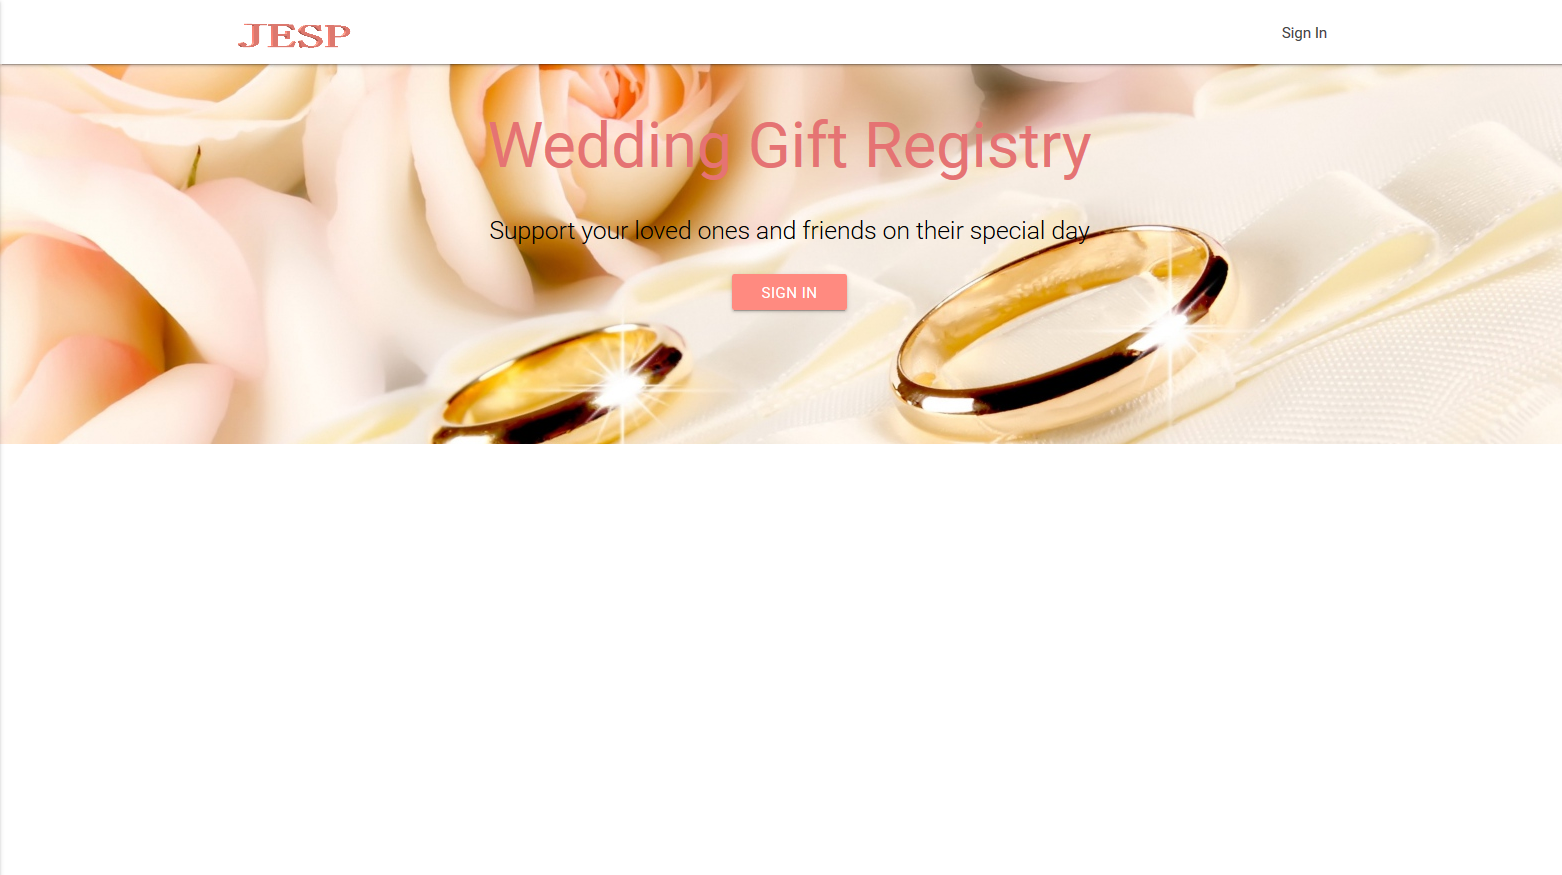 JESP
Sign In
Wedding Gift Registry
Support your loved ones and friends on their special day
SIGN IN